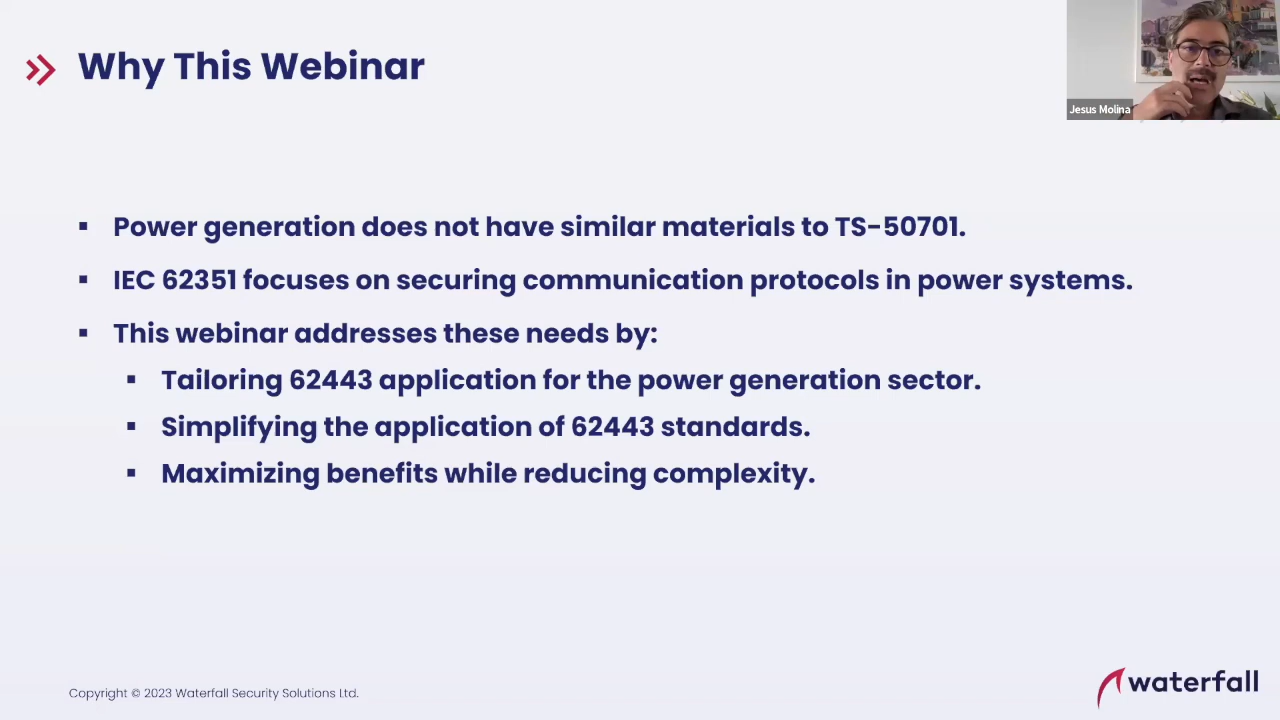 Why This Webinar
Jesus Molina
Power generation does not have similar materials to TS-50701.
IEC 62351 focuses on securing communication protocols in power systems.
This webinar addresses these needs by:
Tailoring 62443 application for the power generation sector.
Simplifying the application of 62443 standards.
Maximizing benefits while reducing complexity.
Copyright © 2023 Waterfall Security Solutions Ltd.
waterfall